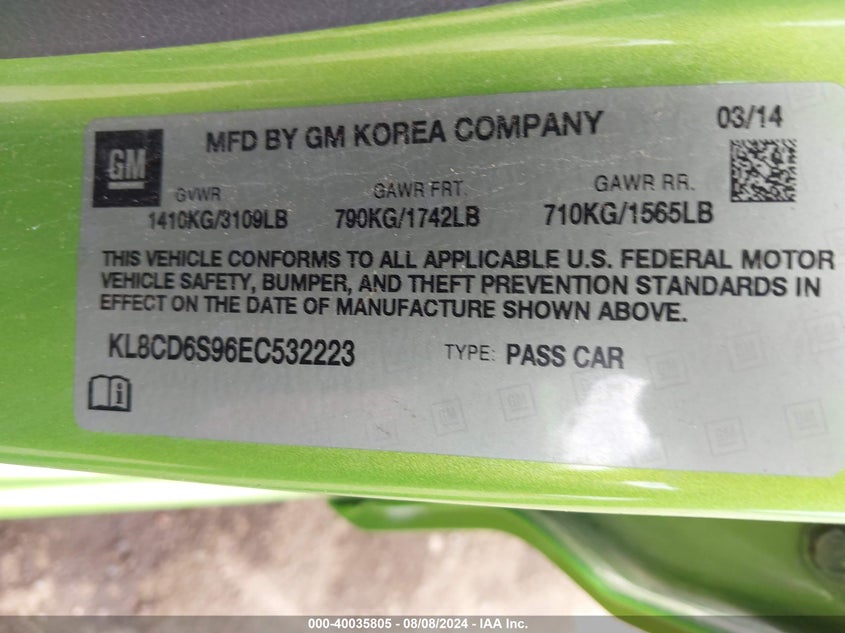 MFD BY GM KOREA COMPANY 03/14
GM
GVWR GAWR FRT. GAWR RR.
1410KG/3109LB 790KG/1742LB 710KG/1565LB
THIS VEHICLE CONFORMS TO ALL APPLICABLE U.S. FEDERAL MOTOR
VEHICLE SAFETY, BUMPER, AND THEFT PREVENTION STANDARDS IN
EFFECT ON THE DATE OF MANUFACTURE SHOWN ABOVE.
KL8CD6S96EC532223 TYPE: PASS CAR
000-40035805 - 08/08/2024 - IAA Inc.